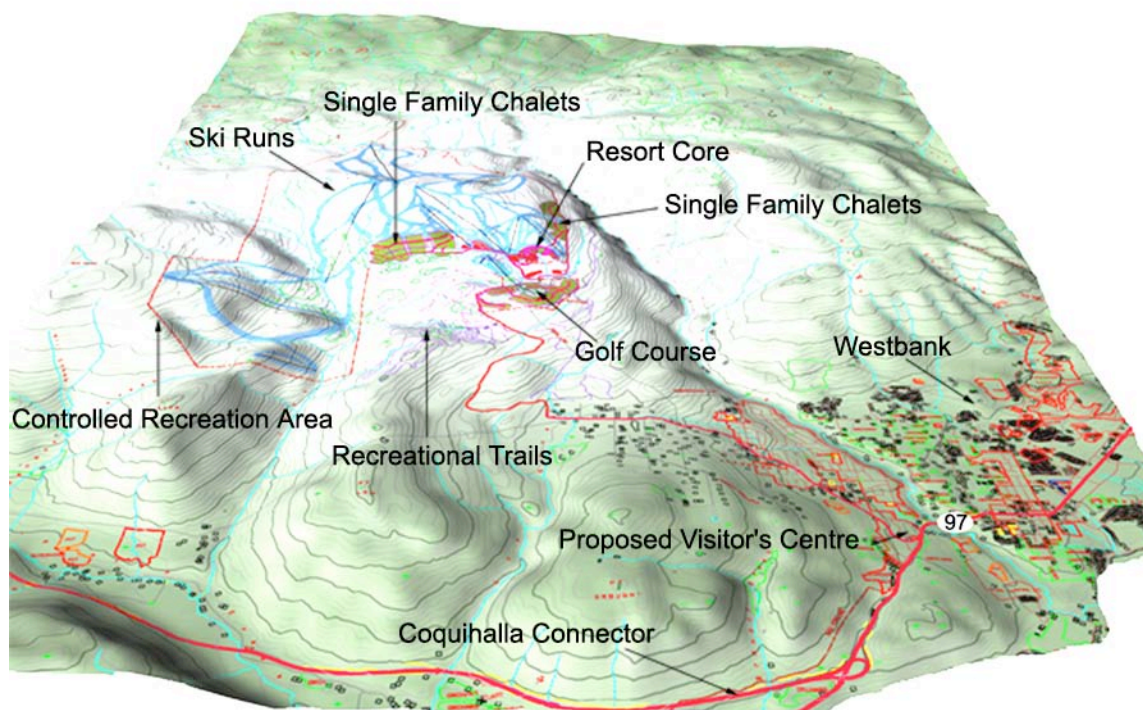 Single Family Chalets
Ski Runs
Resort Core
Single Family Chalets
Golf Course
Westbank
Controlled Recreation Area
Recreational Trails
97
Proposed Visitor's Centre
Coquihalla Connector